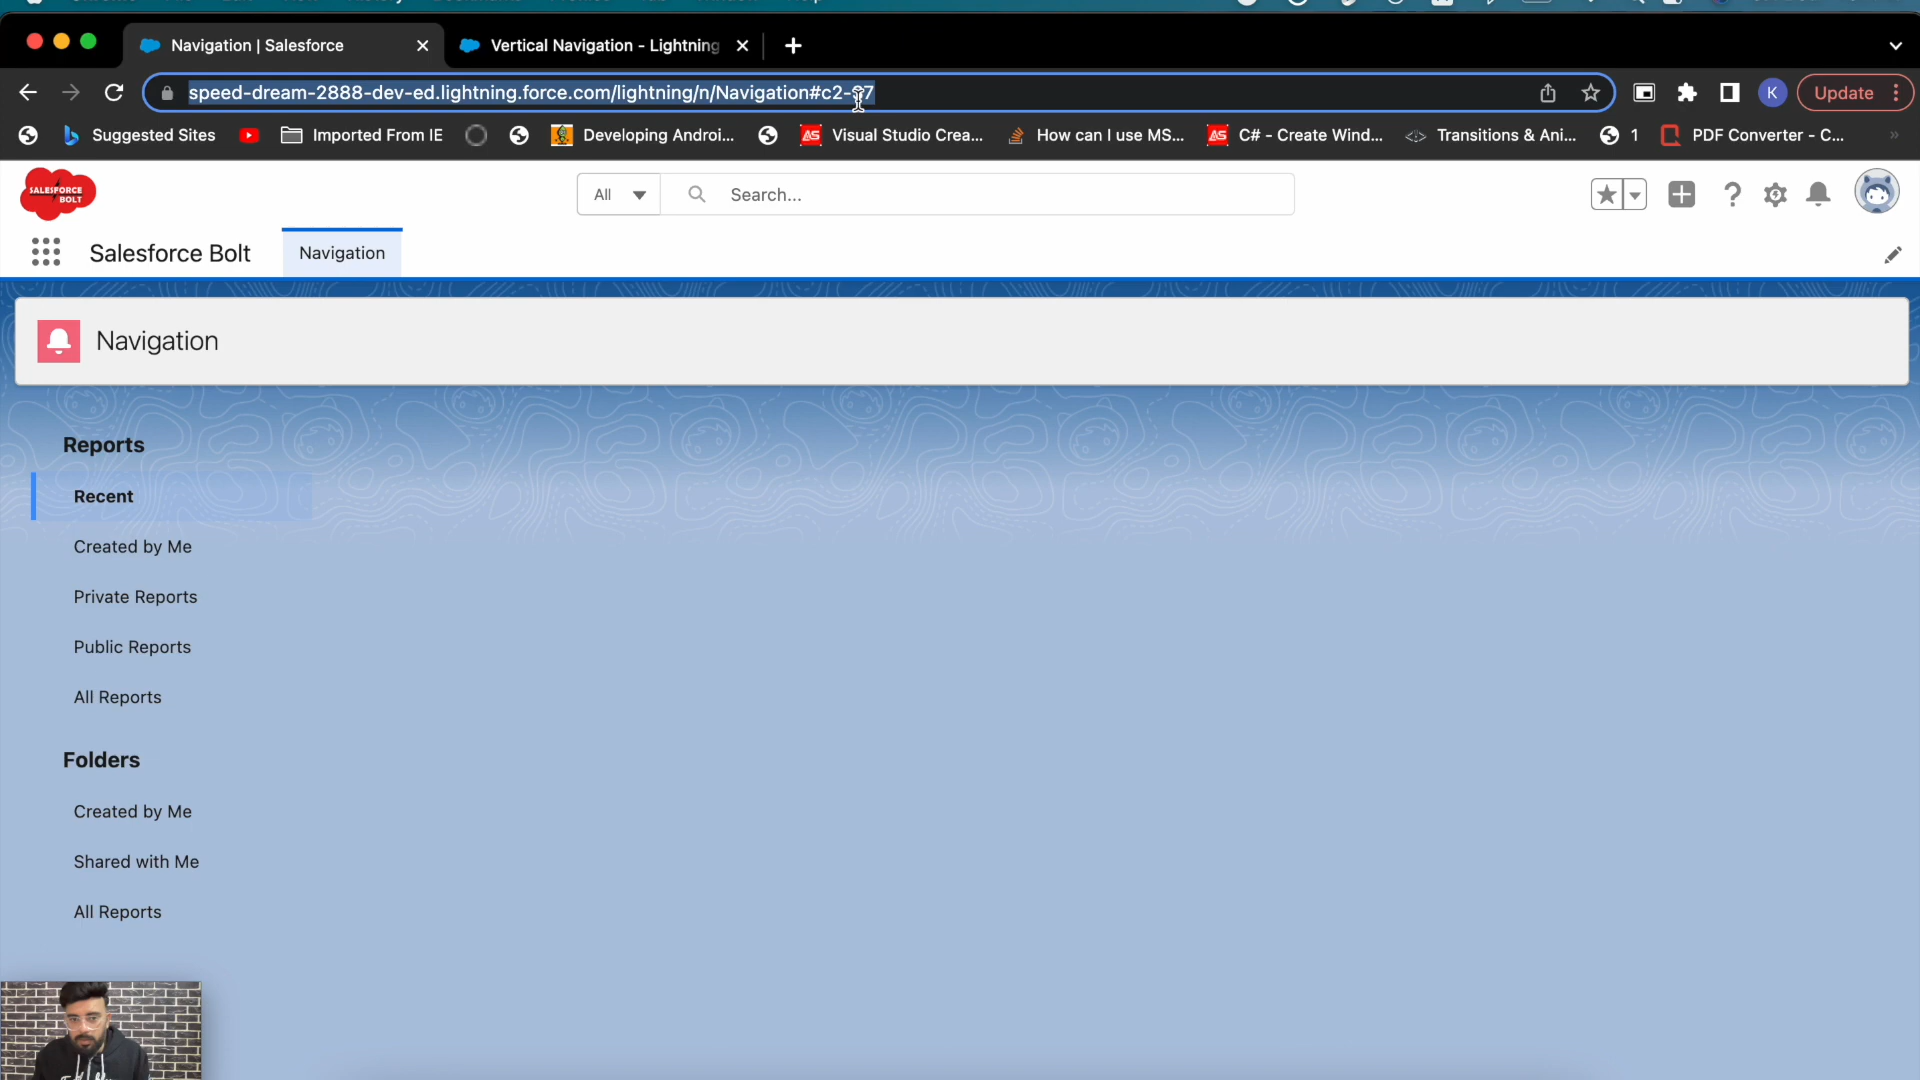 Navigation | Salesforce
Vertical Navigation - Lightning
speed-dream-2888-dev-ed.lightning.force.com/lightning/n/Navigation#c2-97
K
Update
Suggested Sites
Imported From IE
Developing Androi...
Visual Studio Crea...
How can I use MS...
C# - Create Wind...
Transitions & Ani...
1
PDF Converter - C...
SALESFORCE
BOLT
All
Search...
Salesforce Bolt
Navigation
Navigation
Reports
Recent
Created by Me
Private Reports
Public Reports
All Reports
Folders
Created by Me
Shared with Me
All Reports